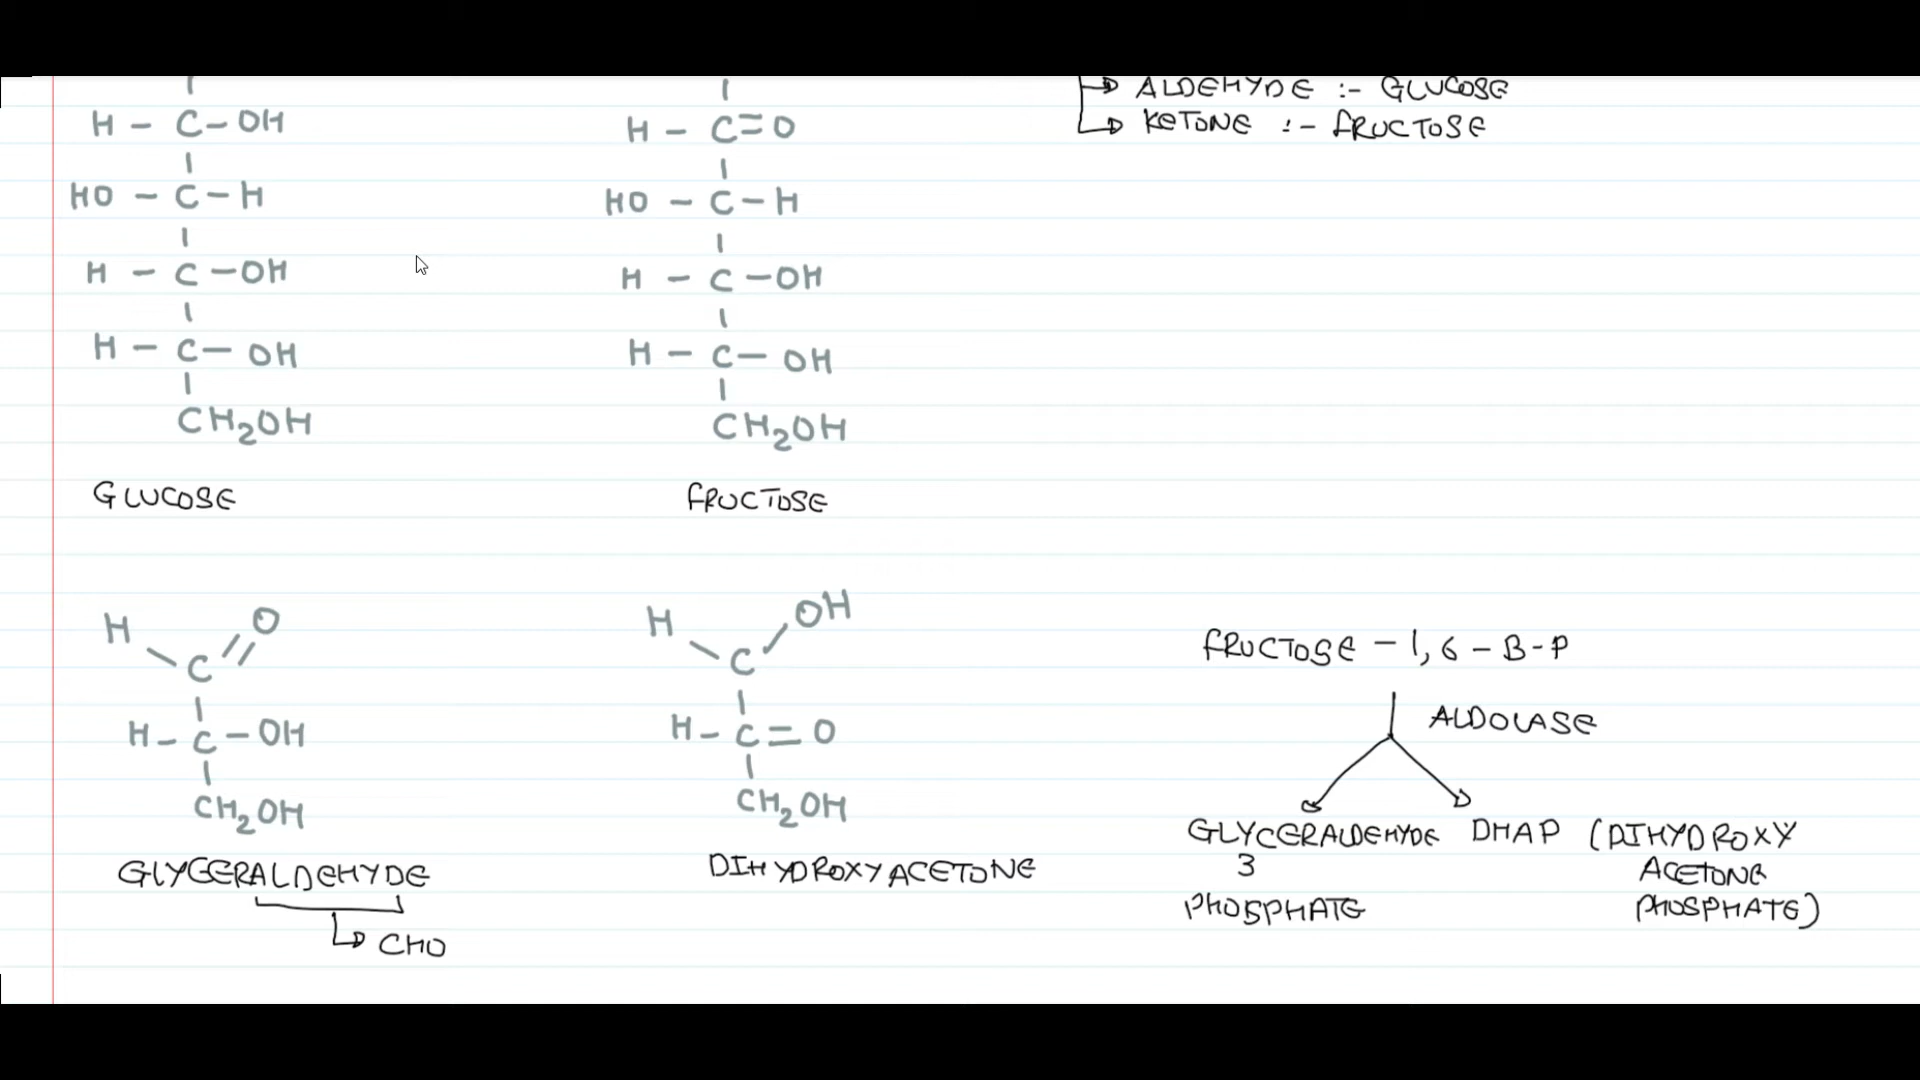 ALDEHYDE :- GLUCOSE
KETONE :- FRUCTOSE
H - C - OH
HO - C - H
H - C - OH
H - C - OH
CH2OH
GLUCOSE
H - C = O
HO - C - H
H - C - OH
H - C - OH
CH2OH
FRUCTOSE
H O
C
H - C - OH
CH2OH
GLYCERALDEHYDE
CHO
H OH
C
H - C = O
CH2OH
DIHYDROXYACETONE
FRUCTOSE - 1, 6 - B - P
ALDOLASE
GLYCERALDEHYDE
3
PHOSPHATE
DHAP (DIHYDROXY
ACETONE
PHOSPHATE)